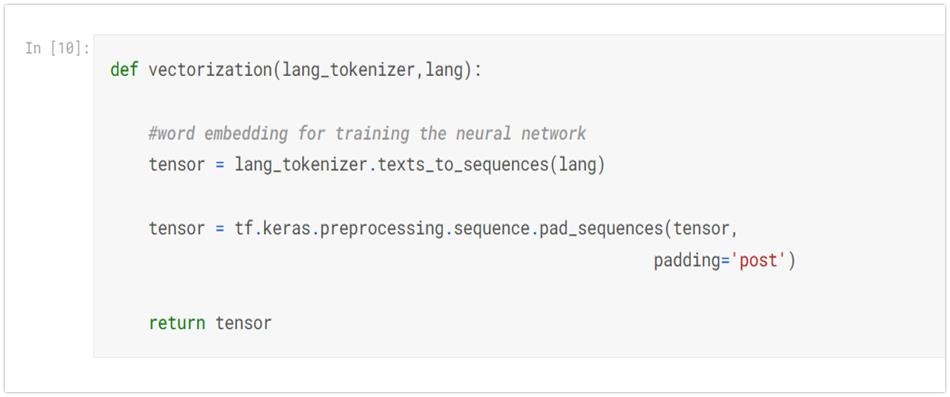 In [10]:
def vectorization(lang_tokenizer,lang):
#word embedding for training the neural network
tensor = lang_tokenizer.texts_to_sequences(lang)
tensor = tf.keras.preprocessing.sequence.pad_sequences(tensor,
padding='post')
return tensor